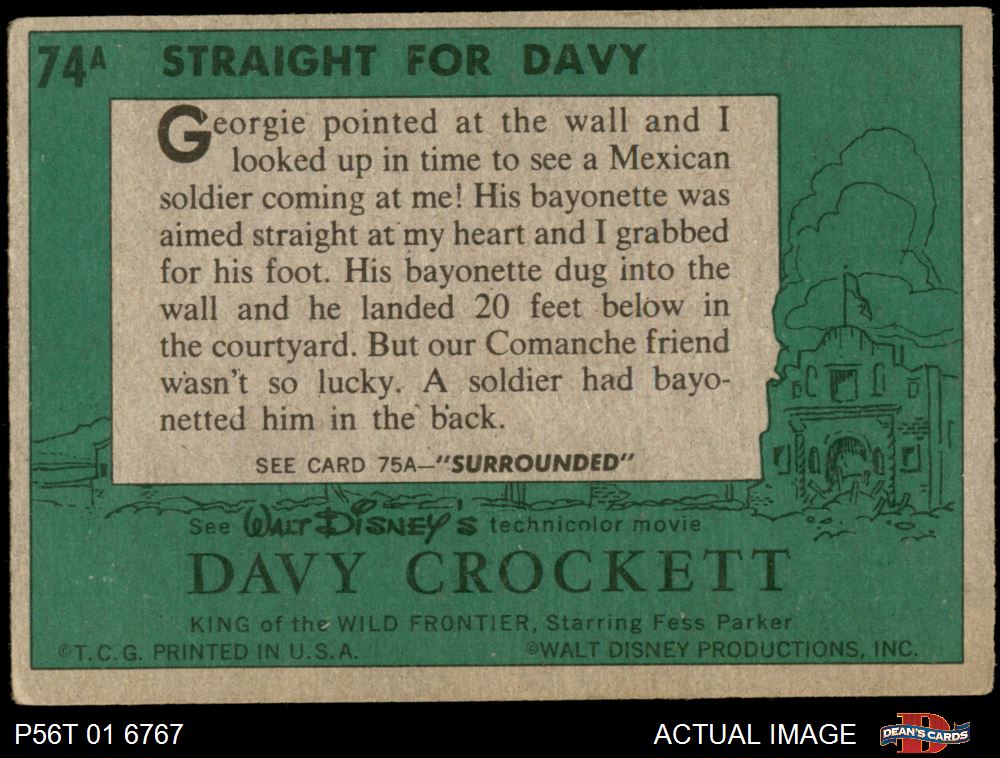 74A STRAIGHT FOR DAVY
Georgie pointed at the wall and I
looked up in time to see a Mexican
soldier coming at me! His bayonette was
aimed straight at my heart and I grabbed
for his foot. His bayonette dug into the
wall and he landed 20 feet below in
the courtyard. But our Comanche friend
wasn't so lucky. A soldier had bayo-
netted him in the back.
SEE CARD 75A—"SURROUNDED"
See WALT DISNEY'S technicolor movie
DAVY CROCKETT
KING of the WILD FRONTIER, Starring Fess Parker
©T.C.G. PRINTED IN U.S.A. ©WALT DISNEY PRODUCTIONS, INC.
P56T 01 6767 ACTUAL IMAGE D DEAN'S CARDS